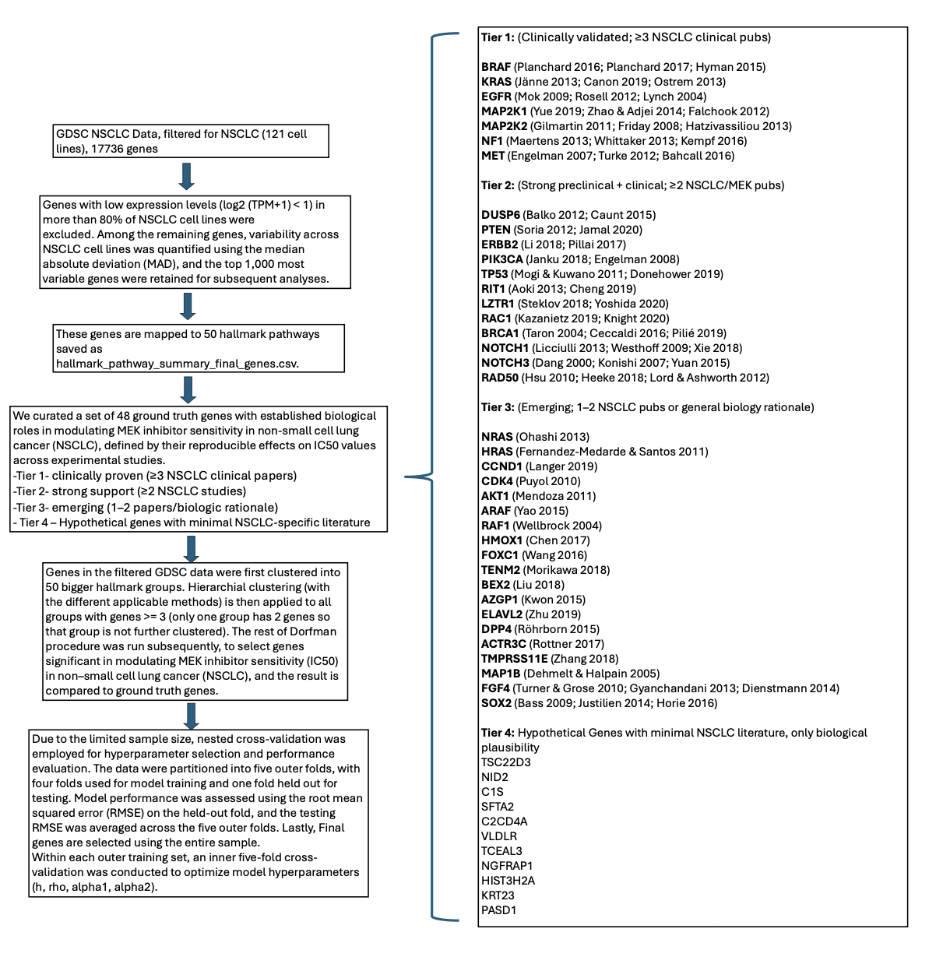 GDSC NSCLC Data, filtered for NSCLC (121 cell
lines), 17736 genes
Genes with low expression levels (log2 (TPM+1) < 1) in
more than 80% of NSCLC cell lines were
excluded. Among the remaining genes, variability across
NSCLC cell lines was quantified using the median
absolute deviation (MAD), and the top 1,000 most
variable genes were retained for subsequent analyses.
These genes are mapped to 50 hallmark pathways
saved as
hallmark_pathway_summary_final_genes.csv.
We curated a set of 48 ground truth genes with established biological
roles in modulating MEK inhibitor sensitivity in non-small cell lung
cancer (NSCLC), defined by their reproducible effects on IC50 values
across experimental studies.
-Tier 1- clinically proven (≥3 NSCLC clinical papers)
-Tier 2- strong support (≥2 NSCLC studies)
-Tier 3- emerging (1–2 papers/biologic rationale)
- Tier 4 – Hypothetical genes with minimal NSCLC-specific literature
Genes in the filtered GDSC data were first clustered into
50 bigger hallmark groups. Hierarchial clustering (with
the different applicable methods) is then applied to all
groups with genes >= 3 (only one group has 2 genes so
that group is not further clustered). The rest of Dorfman
procedure was run subsequently, to select genes
significant in modulating MEK inhibitor sensitivity (IC50)
in non–small cell lung cancer (NSCLC), and the result is
compared to ground truth genes.
Due to the limited sample size, nested cross-validation was
employed for hyperparameter selection and performance
evaluation. The data were partitioned into five outer folds, with
four folds used for model training and one fold held out for
testing. Model performance was assessed using the root mean
squared error (RMSE) on the held-out fold, and the testing
RMSE was averaged across the five outer folds. Lastly, Final
genes are selected using the entire sample.
Within each outer training set, an inner five-fold cross-
validation was conducted to optimize model hyperparameters
(h, rho, alpha1, alpha2).
Tier 1: (Clinically validated; ≥3 NSCLC clinical pubs)
BRAF (Planchard 2016; Planchard 2017; Hyman 2015)
KRAS (Jänne 2013; Canon 2019; Ostrem 2013)
EGFR (Mok 2009; Rosell 2012; Lynch 2004)
MAP2K1 (Yue 2019; Zhao & Adjei 2014; Falchook 2012)
MAP2K2 (Gilmartin 2011; Friday 2008; Hatzivassiliou 2013)
NF1 (Maertens 2013; Whittaker 2013; Kempf 2016)
MET (Engelman 2007; Turke 2012; Bahcall 2016)
Tier 2: (Strong preclinical + clinical; ≥2 NSCLC/MEK pubs)
DUSP6 (Balko 2012; Caunt 2015)
PTEN (Soria 2012; Jamal 2020)
ERBB2 (Li 2018; Pillai 2017)
PIK3CA (Janku 2018; Engelman 2008)
TP53 (Mogi & Kuwano 2011; Donehower 2019)
RIT1 (Aoki 2013; Cheng 2019)
LZTR1 (Steklov 2018; Yoshida 2020)
RAC1 (Kazanietz 2019; Knight 2020)
BRCA1 (Taron 2004; Ceccaldi 2016; Pilié 2019)
NOTCH1 (Licciulli 2013; Westhoff 2009; Xie 2018)
NOTCH3 (Dang 2000; Konishi 2007; Yuan 2015)
RAD50 (Hsu 2010; Heeke 2018; Lord & Ashworth 2012)
Tier 3: (Emerging; 1–2 NSCLC pubs or general biology rationale)
NRAS (Ohashi 2013)
HRAS (Fernandez-Medarde & Santos 2011)
CCND1 (Langer 2019)
CDK4 (Puyol 2010)
AKT1 (Mendoza 2011)
ARAF (Yao 2015)
RAF1 (Wellbrock 2004)
HMOX1 (Chen 2017)
FOXC1 (Wang 2016)
TENM2 (Morikawa 2018)
BEX2 (Liu 2018)
AZGP1 (Kwon 2015)
ELAVL2 (Zhu 2019)
DPP4 (Röhrborn 2015)
ACTR3C (Rottner 2017)
TMPRSS11E (Zhang 2018)
MAP1B (Dehmelt & Halpain 2005)
FGF4 (Turner & Grose 2010; Gyanchandani 2013; Dienstmann 2014)
SOX2 (Bass 2009; Justilien 2014; Horie 2016)
Tier 4: Hypothetical Genes with minimal NSCLC literature, only biological
plausibility
TSC22D3
NID2
C1S
SFTA2
C2CD4A
VLDLR
TCEAL3
NGFRAP1
HIST3H2A
KRT23
PASD1